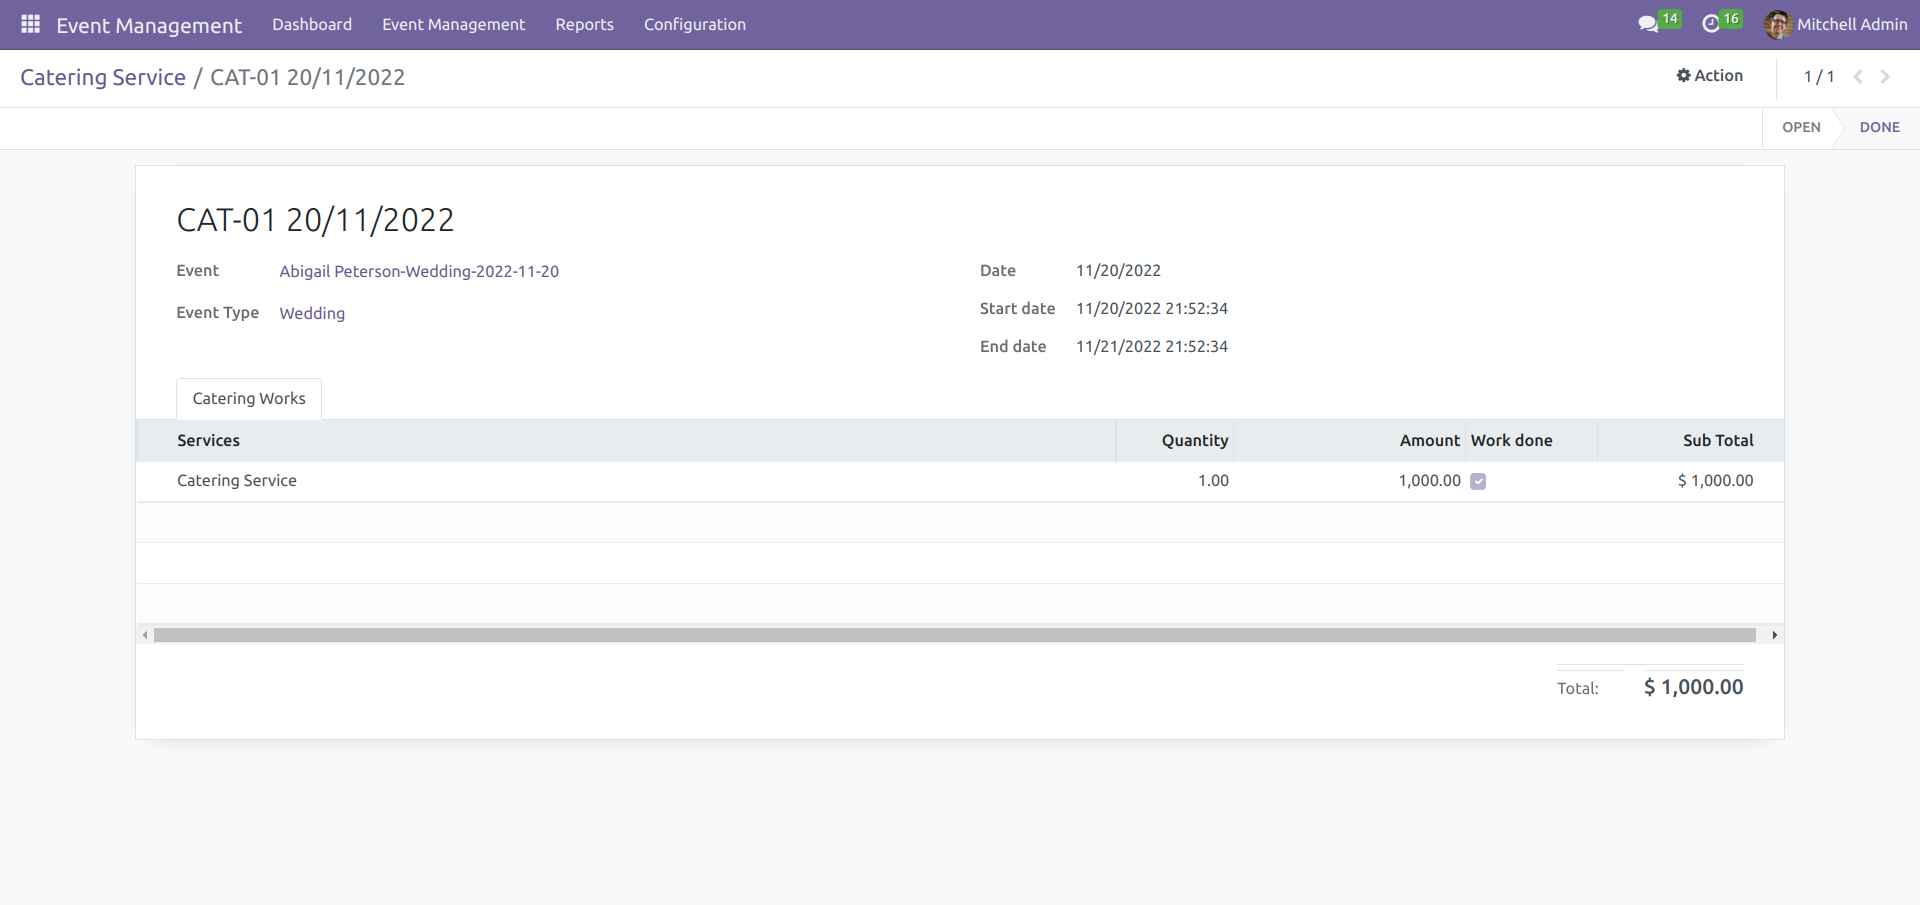 Event Management Dashboard Event Management Reports Configuration 14 16 Mitchell Admin
Catering Service / CAT-01 20/11/2022 Action 1 / 1
OPEN DONE
CAT-01 20/11/2022
Event Abigail Peterson-Wedding-2022-11-20
Event Type Wedding
Date 11/20/2022
Start date 11/20/2022 21:52:34
End date 11/21/2022 21:52:34
Catering Works
Services Quantity Amount Work done Sub Total
Catering Service 1.00 1,000.00 $ 1,000.00
Total: $ 1,000.00